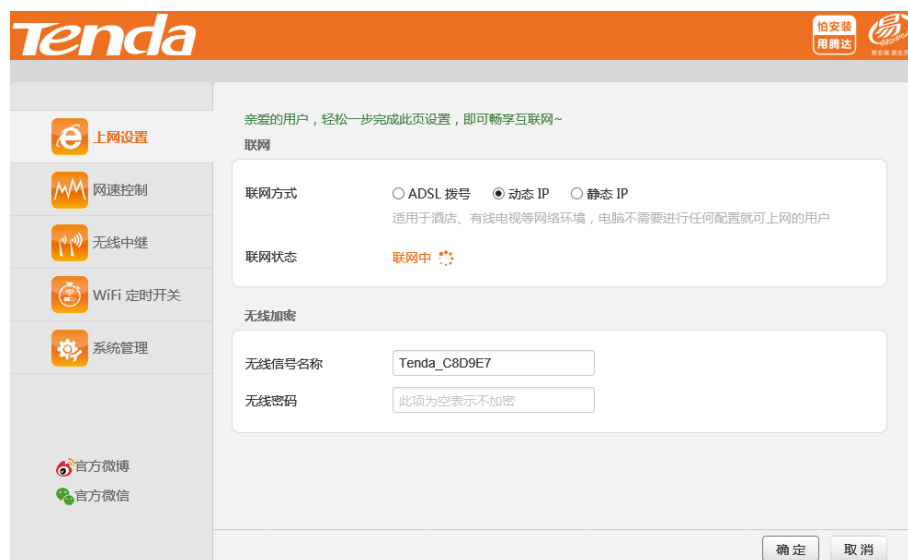 Tenda
怕安装
用腾达
易
易安装 易生活
上网设置
网速控制
无线中继
WiFi 定时开关
系统管理
官方微博
官方微信
亲爱的用户，轻松一步完成此页设置，即可畅享互联网~
联网
联网方式
ADSL 拨号 动态 IP 静态 IP
适用于酒店、有线电视等网络环境，电脑不需要进行任何配置就可上网的用户
联网状态
联网中
无线加密
无线信号名称
Tenda_C8D9E7
无线密码
此项为空表示不加密
确定 取消